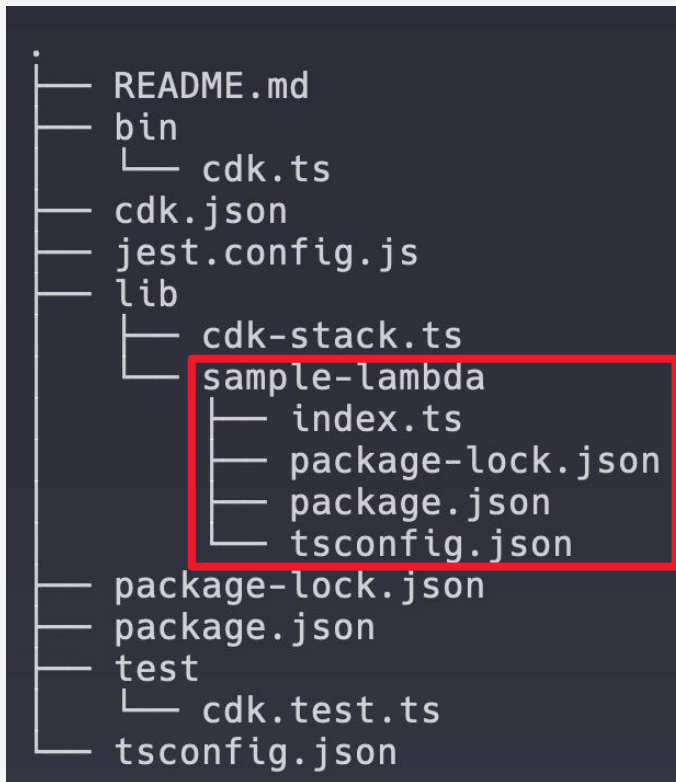 .
├── README.md
├── bin
│   └── cdk.ts
├── cdk.json
├── jest.config.js
├── lib
│   ├── cdk-stack.ts
│   └── sample-lambda
│       ├── index.ts
│       ├── package-lock.json
│       ├── package.json
│       └── tsconfig.json
├── package-lock.json
├── package.json
├── test
│   └── cdk.test.ts
└── tsconfig.json